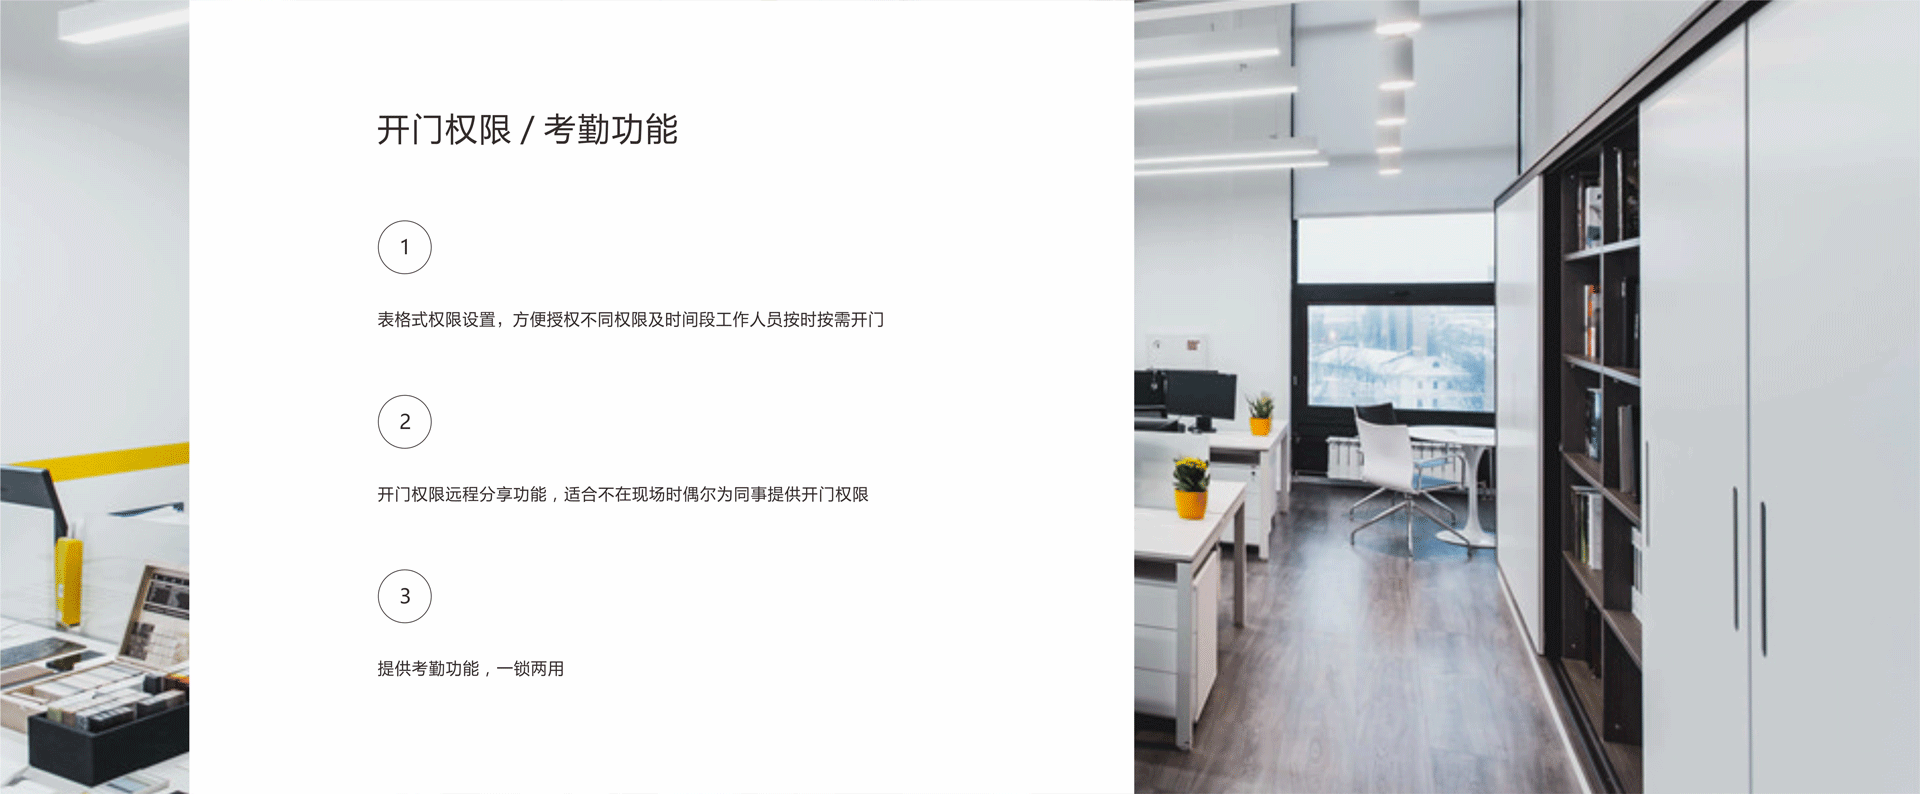 开门权限 / 考勤功能
1
表格式权限设置，方便授权不同权限及时间段工作人员按时按需开门
2
开门权限远程分享功能，适合不在现场时偶尔为同事提供开门权限
3
提供考勤功能，一锁两用